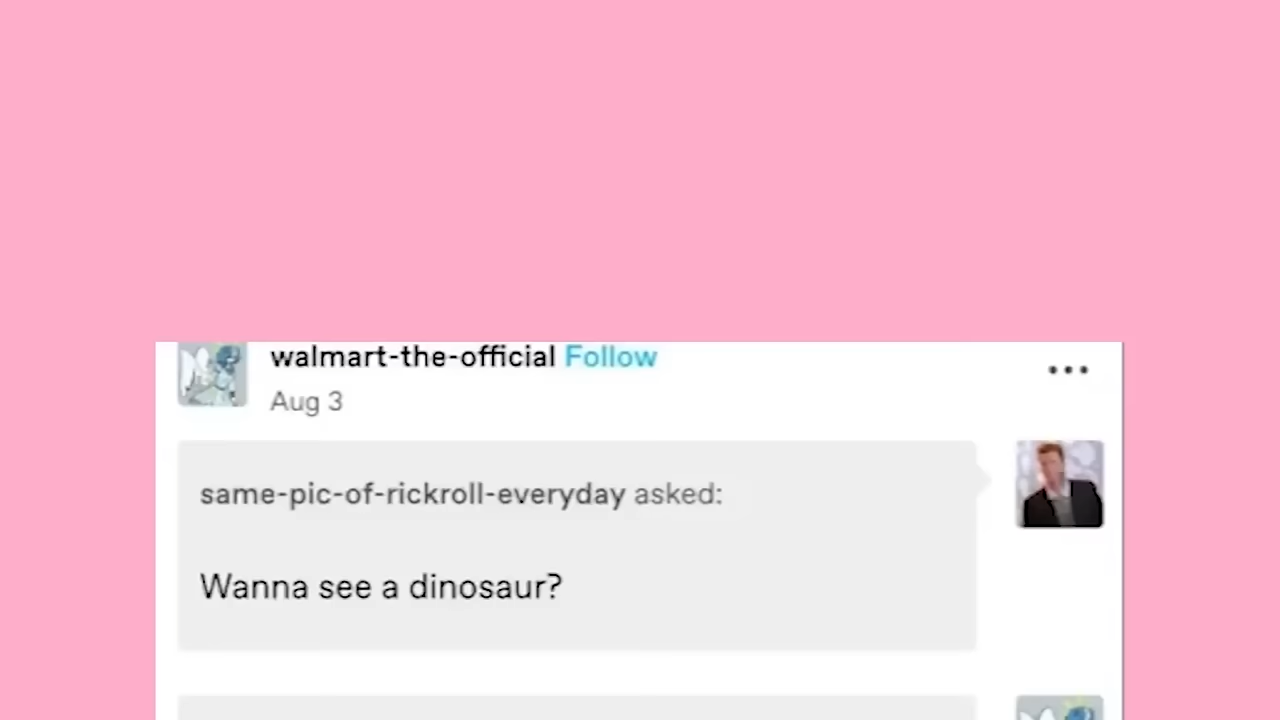 walmart-the-official Follow
Aug 3
same-pic-of-rickroll-everyday asked:
Wanna see a dinosaur?